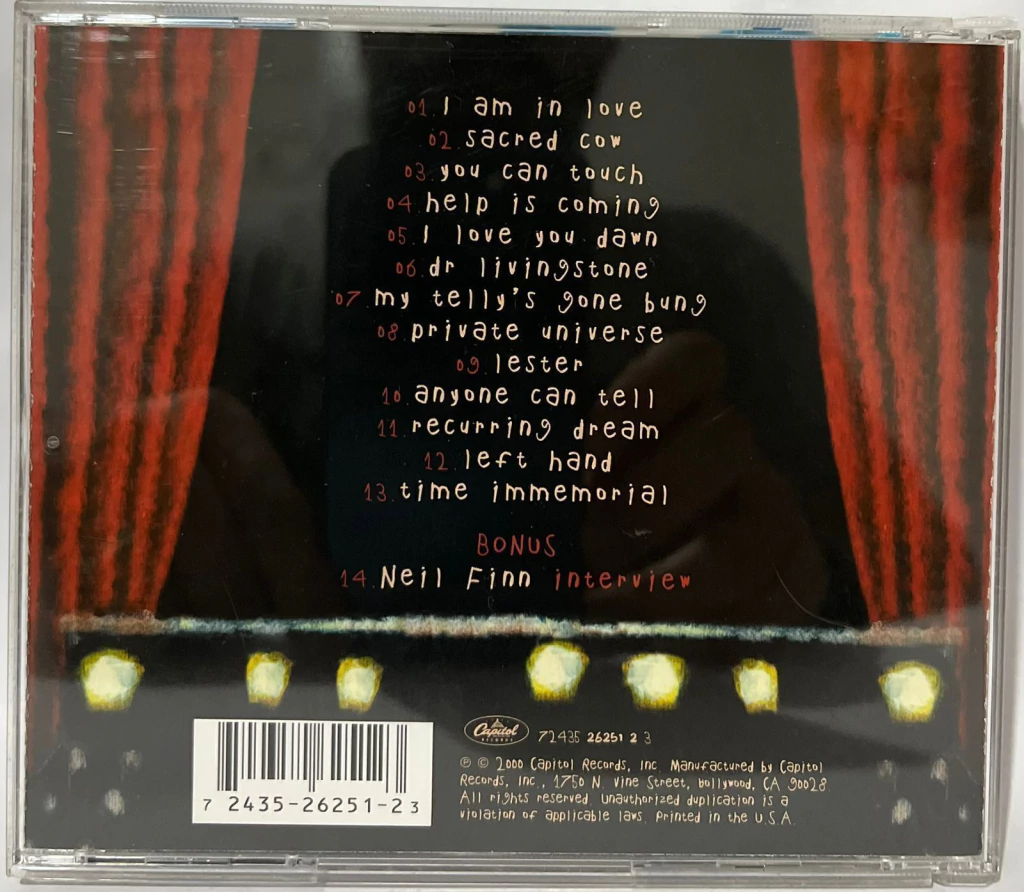 01. I am in love
02 sacred cow
03. you can touch
04. help is coming
05. I love you dawn
06. dr livingstone
07. my telly's gone bung
08. private universe
09. lester
10. anyone can tell
11. recurring dream
12. left hand
13. time immemorial
BONUS
14. Neil Finn interview
Capitol
RECORDS
72435 26251 2 3
℗ © 2000 Capitol Records, Inc. Manufactured by Capitol
Records, Inc., 1750 N. Vine Street, Hollywood, CA 90028.
All rights reserved. Unauthorized duplication is a
violation of applicable laws. Printed in the U.S.A.
7 2435-26251-2 3